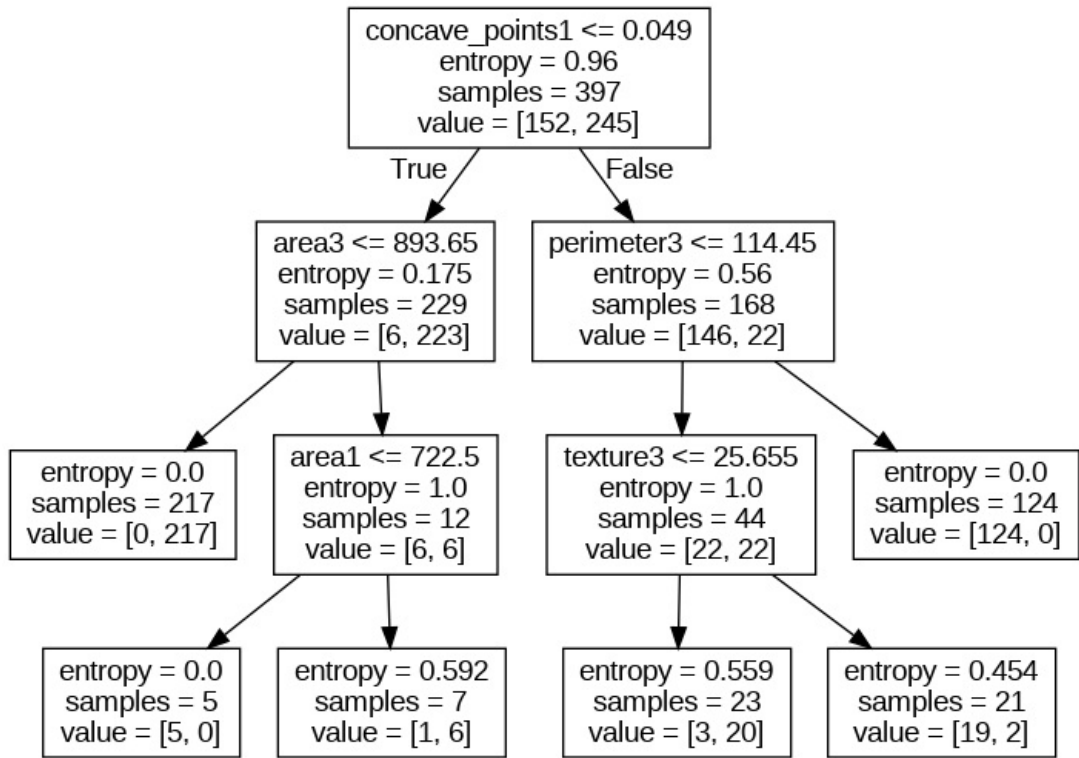 concave_points1 <= 0.049
entropy = 0.96
samples = 397
value = [152, 245]
True
False
area3 <= 893.65
entropy = 0.175
samples = 229
value = [6, 223]
perimeter3 <= 114.45
entropy = 0.56
samples = 168
value = [146, 22]
entropy = 0.0
samples = 217
value = [0, 217]
area1 <= 722.5
entropy = 1.0
samples = 12
value = [6, 6]
texture3 <= 25.655
entropy = 1.0
samples = 44
value = [22, 22]
entropy = 0.0
samples = 124
value = [124, 0]
entropy = 0.0
samples = 5
value = [5, 0]
entropy = 0.592
samples = 7
value = [1, 6]
entropy = 0.559
samples = 23
value = [3, 20]
entropy = 0.454
samples = 21
value = [19, 2]